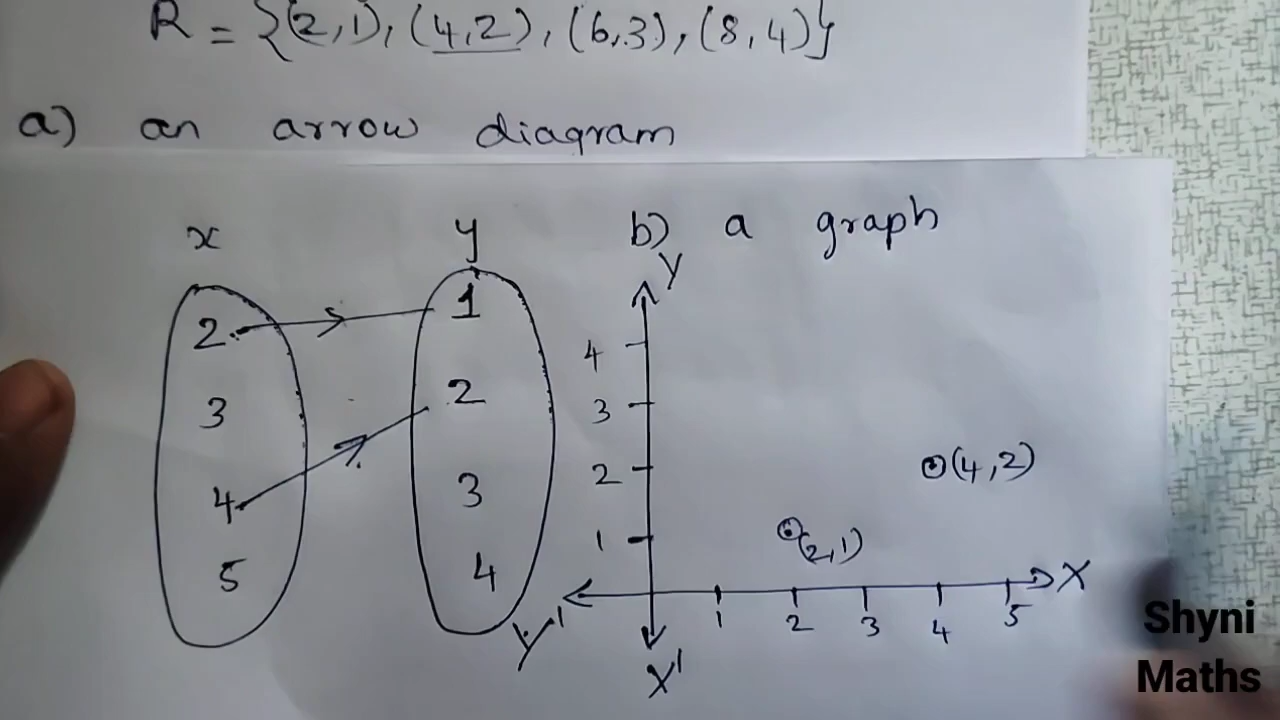 R = {(2,1), (4,2), (6,3), (8,4)}
a) an arrow diagram
x y
2 1
3 2
4 3
5 4
b) a graph
Y
4
3
2 (4,2)
1 (2,1)
X
1 2 3 4 5
Y'
X'
Shyni
Maths